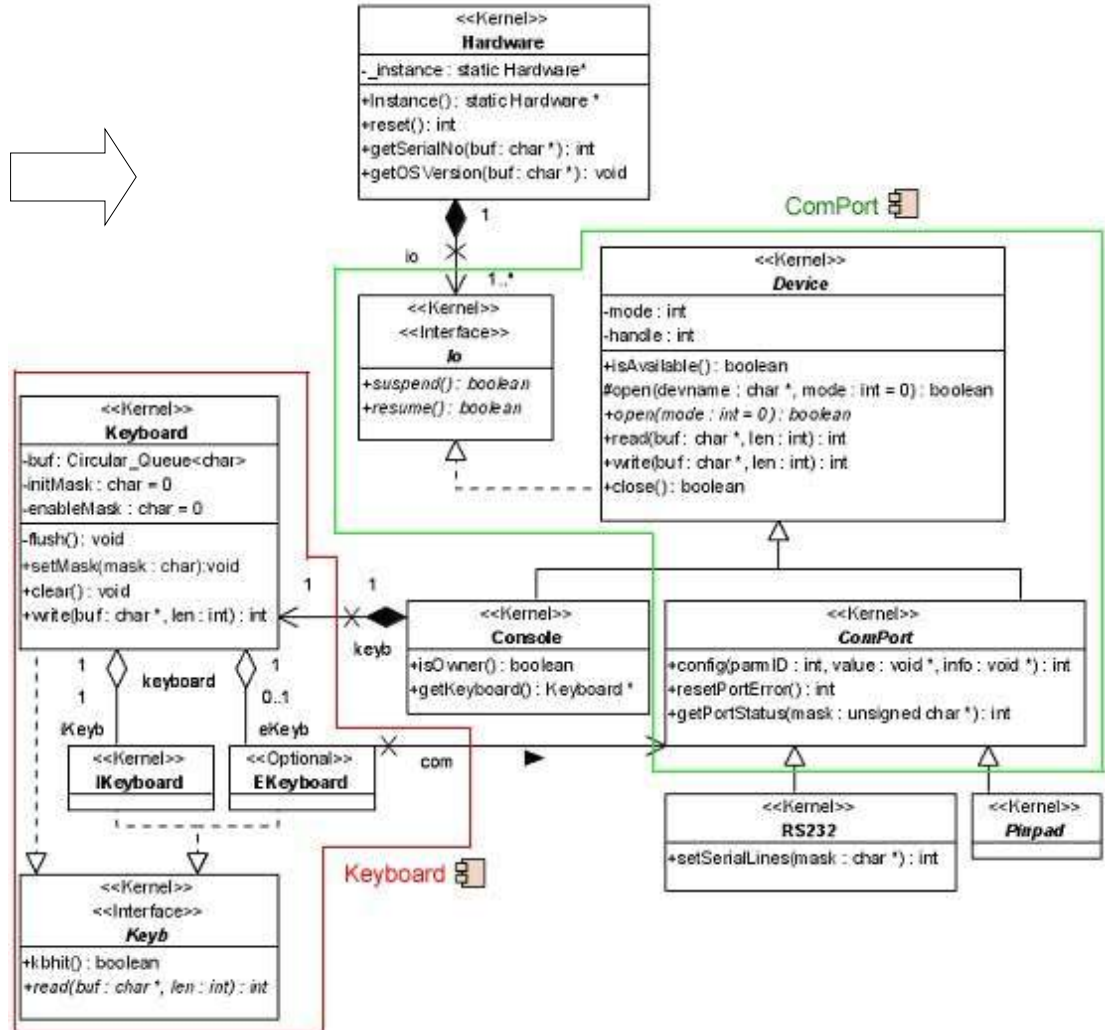 <<Kernel>>
Hardware
-_instance : static Hardware*
+Instance() : static Hardware *
+reset() : int
+getSerialNo(buf : char *) : int
+getOSVersion(buf : char *) : void
1
io
1..*
ComPort
<<Kernel>>
<<Interface>>
Io
+suspend() : boolean
+resume() : boolean
<<Kernel>>
Device
-mode : int
-handle : int
+isAvailable() : boolean
#open(devname : char *, mode : int = 0) : boolean
+open(mode : int = 0) : boolean
+read(buf : char *, len : int) : int
+write(buf : char *, len : int) : int
+close() : boolean
<<Kernel>>
Keyboard
-buf : Circular_Queue<char>
-initMask : char = 0
-enableMask : char = 0
-flush() : void
+setMask(mask : char):void
+clear() : void
+write(buf : char *, len : int) : int
1
1
keyb
<<Kernel>>
Console
+isOwner() : boolean
+getKeyboard() : Keyboard *
<<Kernel>>
ComPort
+config(parmID : int, value : void *, info : void *) : int
+resetPortError() : int
+getPortStatus(mask : unsigned char *) : int
1
keyboard
1
1
0..1
iKeyb
eKeyb
<<Kernel>>
IKeyboard
<<Optional>>
EKeyboard
com
<<Kernel>>
RS232
+setSerialLines(mask : char *) : int
<<Kernel>>
Pinpad
Keyboard
<<Kernel>>
<<Interface>>
Keyb
+kbhit() : boolean
+read(buf : char *, len : int) : int